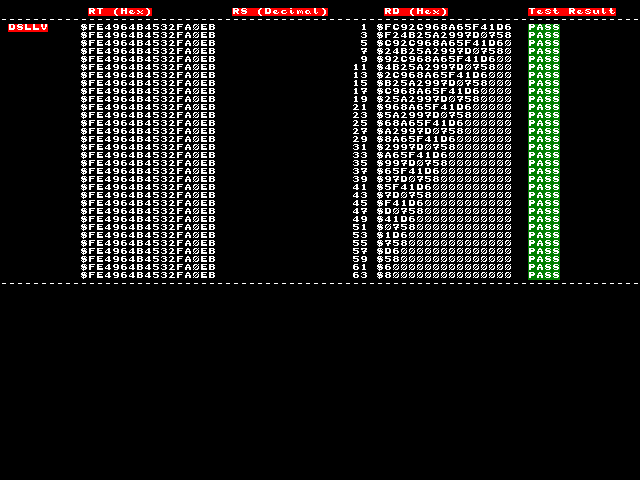 RT (Hex) RS (Decimal) RD (Hex) Test Result
DSLLV $FE4964B4532FA0EB 1 $FC92C968A65F41D6 PASS
$FE4964B4532FA0EB 3 $F24B25A2997D0758 PASS
$FE4964B4532FA0EB 5 $C92C968A65F41D60 PASS
$FE4964B4532FA0EB 7 $24B25A2997D07580 PASS
$FE4964B4532FA0EB 9 $92C968A65F41D600 PASS
$FE4964B4532FA0EB 11 $4B25A2997D075800 PASS
$FE4964B4532FA0EB 13 $2C968A65F41D6000 PASS
$FE4964B4532FA0EB 15 $B25A2997D0758000 PASS
$FE4964B4532FA0EB 17 $C968A65F41D60000 PASS
$FE4964B4532FA0EB 19 $25A2997D07580000 PASS
$FE4964B4532FA0EB 21 $968A65F41D600000 PASS
$FE4964B4532FA0EB 23 $5A2997D075800000 PASS
$FE4964B4532FA0EB 25 $68A65F41D6000000 PASS
$FE4964B4532FA0EB 27 $A2997D0758000000 PASS
$FE4964B4532FA0EB 29 $8A65F41D60000000 PASS
$FE4964B4532FA0EB 31 $2997D07580000000 PASS
$FE4964B4532FA0EB 33 $A65F41D600000000 PASS
$FE4964B4532FA0EB 35 $997D075800000000 PASS
$FE4964B4532FA0EB 37 $65F41D6000000000 PASS
$FE4964B4532FA0EB 39 $97D0758000000000 PASS
$FE4964B4532FA0EB 41 $5F41D60000000000 PASS
$FE4964B4532FA0EB 43 $7D07580000000000 PASS
$FE4964B4532FA0EB 45 $F41D600000000000 PASS
$FE4964B4532FA0EB 47 $D075800000000000 PASS
$FE4964B4532FA0EB 49 $41D6000000000000 PASS
$FE4964B4532FA0EB 51 $0758000000000000 PASS
$FE4964B4532FA0EB 53 $1D60000000000000 PASS
$FE4964B4532FA0EB 55 $7580000000000000 PASS
$FE4964B4532FA0EB 57 $D600000000000000 PASS
$FE4964B4532FA0EB 59 $5800000000000000 PASS
$FE4964B4532FA0EB 61 $6000000000000000 PASS
$FE4964B4532FA0EB 63 $8000000000000000 PASS